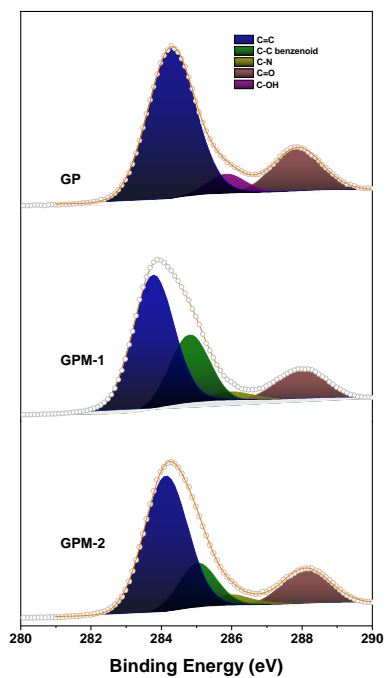 C=C
C-C benzenoid
C-N
C=O
C-OH
GP
GPM-1
GPM-2
280 282 284 286 288 290
Binding Energy (eV)